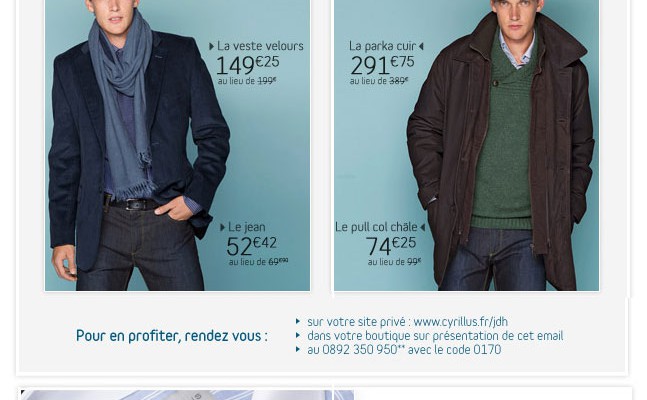 La veste velours
149€25
au lieu de 199€
Le jean
52€42
au lieu de 69€90
La parka cuir
291€75
au lieu de 389€
Le pull col châle
74€25
au lieu de 99€
Pour en profiter, rendez vous :
sur votre site privé : www.cyrillus.fr/jdh
dans votre boutique sur présentation de cet email
au 0892 350 950** avec le code 0170